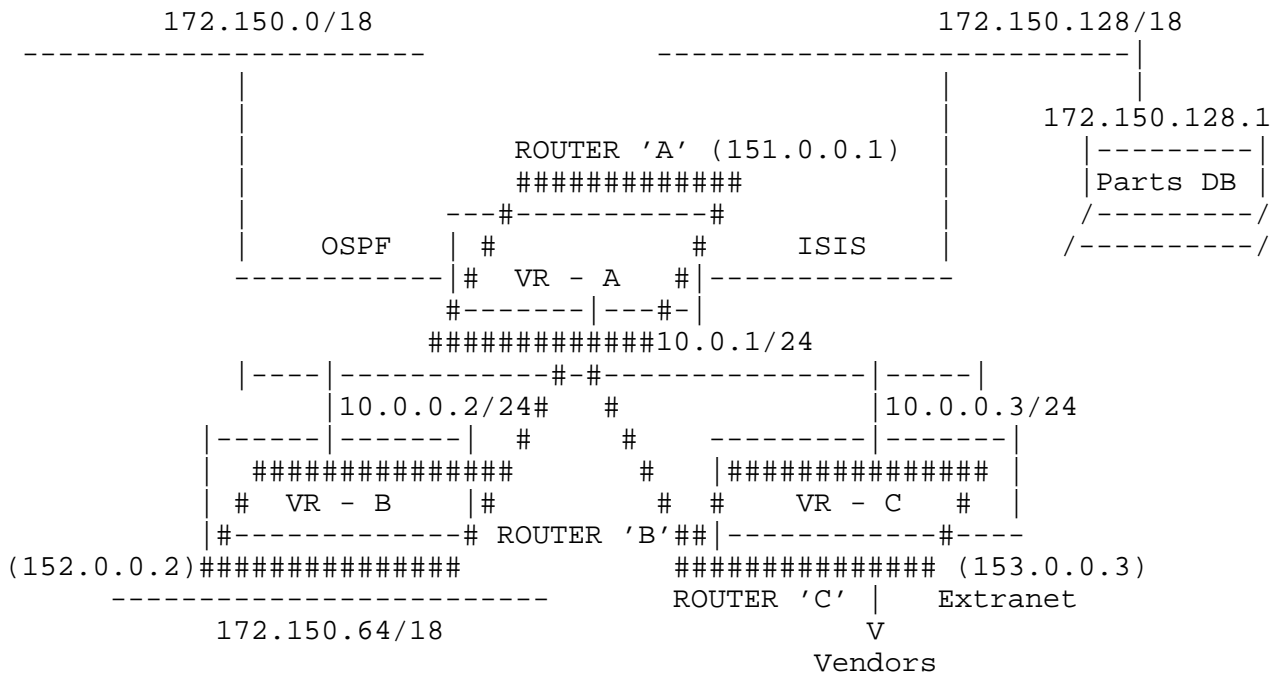 172.150.0/18 172.150.128/18
172.150.128.1
ROUTER 'A' (151.0.0.1)
Parts DB
OSPF ISIS
VR - A
10.0.1/24
10.0.0.2/24 10.0.0.3/24
VR - B VR - C
ROUTER 'B'
(152.0.0.2) (153.0.0.3)
ROUTER 'C' Extranet
172.150.64/18 V
Vendors